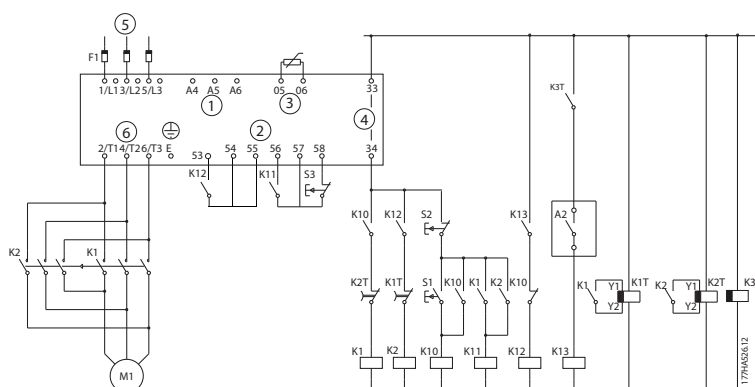 5
F1
1/L1 3/L2 5/L3 A4 A5 A6 05 06 33
1 3
4
6 2
2/T1 4/T2 6/T3 E 53 54 55 56 57 58 34
K12 K11 S3
K3T
K10 K12 S2 K13 A2
K2 K1
K2T K1T S1 K10 K1 K2 K10 K1 Y1 K1T K2 Y1 K2T K3
Y2 Y2
K1 K2 K10 K11 K12 K13
M1
177HA526.12